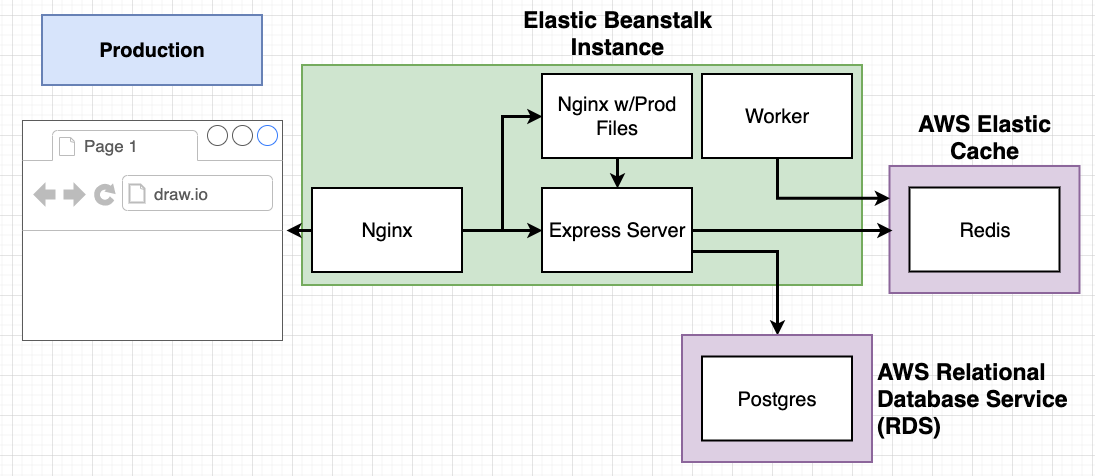 Production
Elastic Beanstalk
Instance
Page 1
draw.io
Nginx
Nginx w/Prod
Files
Worker
Express Server
AWS Elastic
Cache
Redis
Postgres
AWS Relational
Database Service
(RDS)